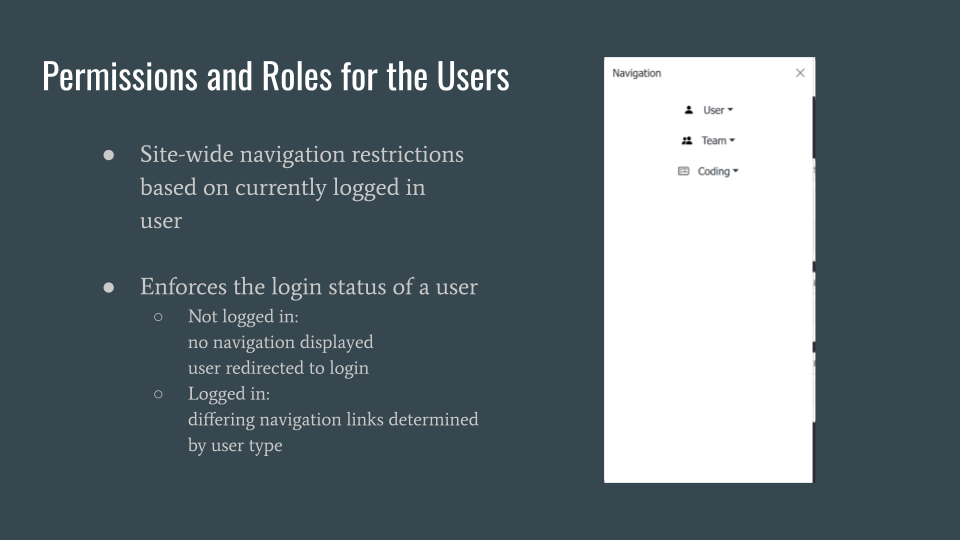 Permissions and Roles for the Users
● Site-wide navigation restrictions
based on currently logged in
user
● Enforces the login status of a user
○ Not logged in:
no navigation displayed
user redirected to login
○ Logged in:
differing navigation links determined
by user type
Navigation
User
Team
Coding